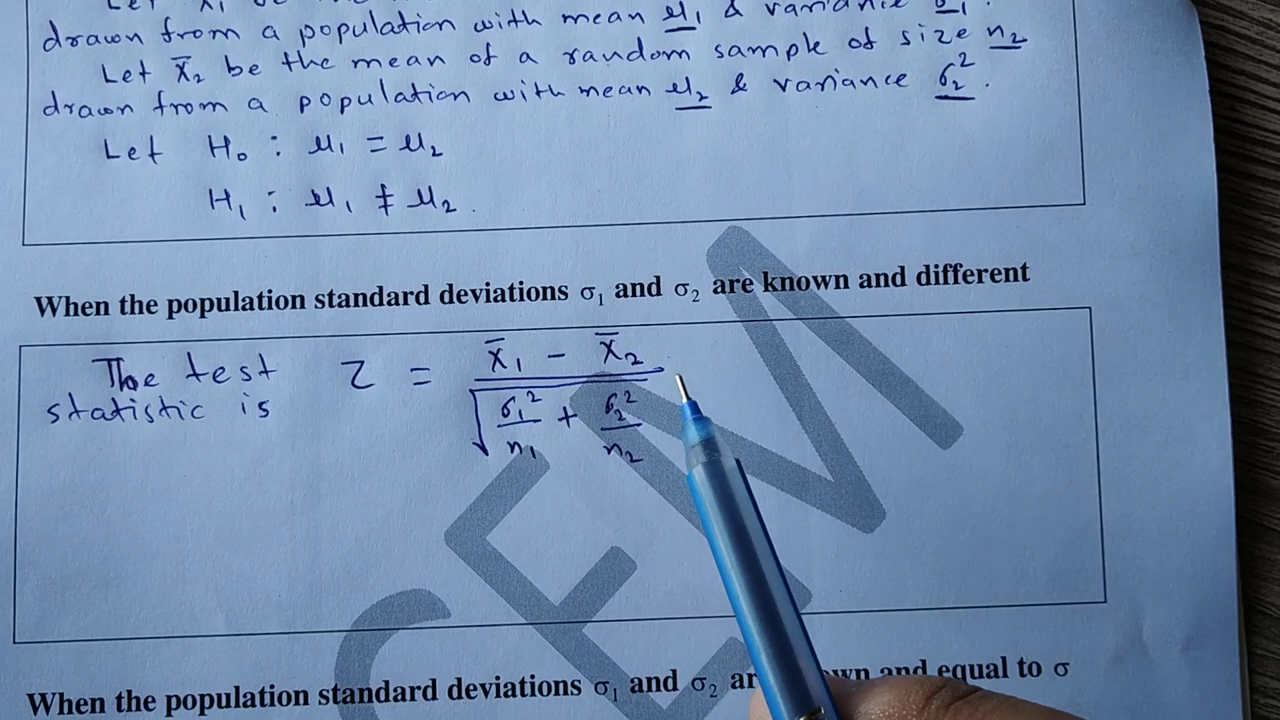 drawn from a population with mean μ₁ & variance σ₁
Let x̄₂ be the mean of a random sample of size n₂
drawn from a population with mean μ₂ & variance σ₂².
Let H₀ : μ₁ = μ₂
H₁ : μ₁ ≠ μ₂.
When the population standard deviations σ₁ and σ₂ are known and different
The test statistic is Z = (x̄₁ - x̄₂) / √(σ₁²/n₁ + σ₂²/n₂)
When the population standard deviations σ₁ and σ₂ and equal to σ
CEM